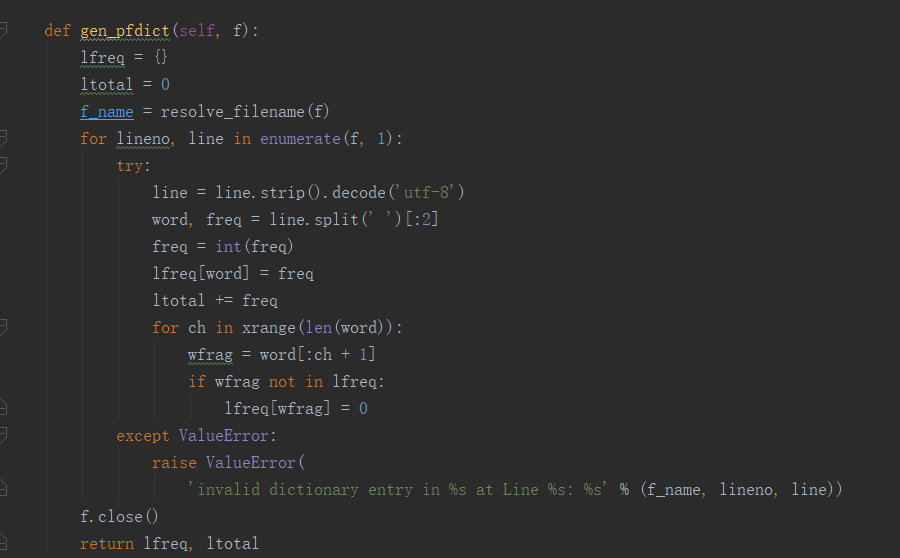 def gen_pfdict(self, f):
    lfreq = {}
    ltotal = 0
    f_name = resolve_filename(f)
    for lineno, line in enumerate(f, 1):
        try:
            line = line.strip().decode('utf-8')
            word, freq = line.split(' ')[:2]
            freq = int(freq)
            lfreq[word] = freq
            ltotal += freq
            for ch in xrange(len(word)):
                wfrag = word[:ch + 1]
                if wfrag not in lfreq:
                    lfreq[wfrag] = 0
        except ValueError:
            raise ValueError(
                'invalid dictionary entry in %s at Line %s: %s' % (f_name, lineno, line))
    f.close()
    return lfreq, ltotal